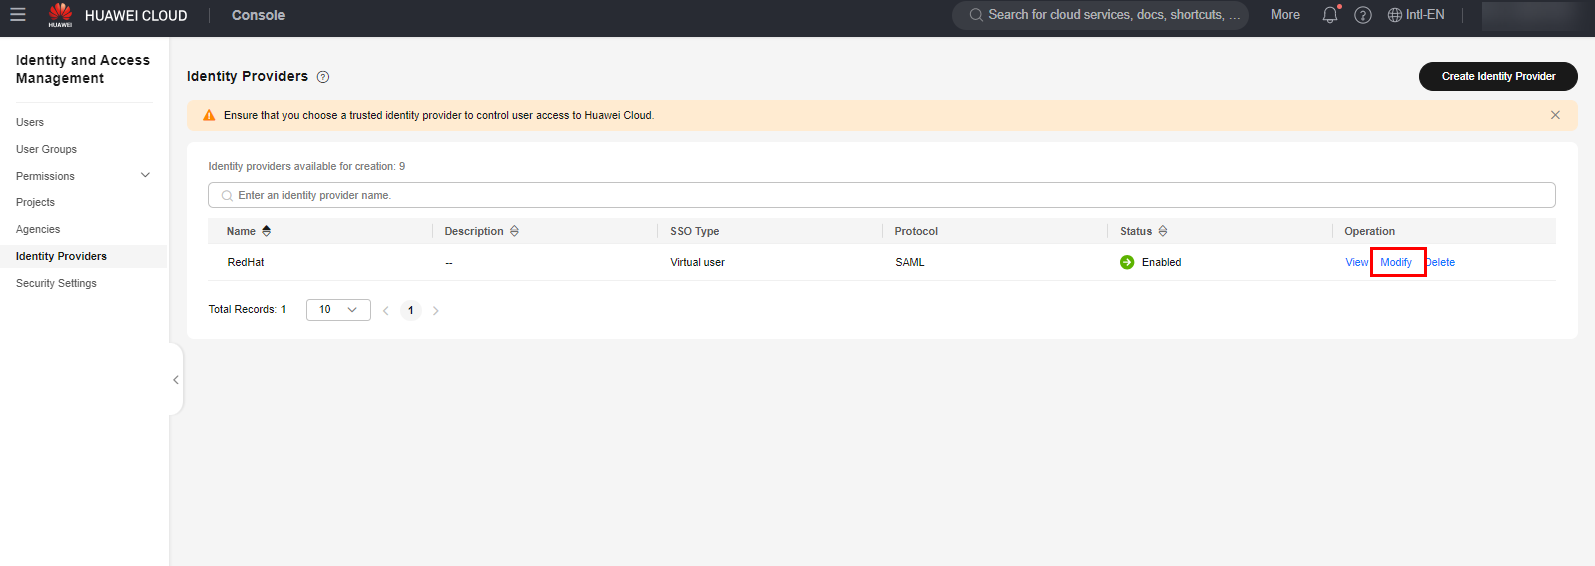 HUAWEI
HUAWEI CLOUD
Console
Search for cloud services, docs, shortcuts, ...
More
Intl-EN
Identity and Access
Management
Users
User Groups
Permissions
Projects
Agencies
Identity Providers
Security Settings
Identity Providers
Create Identity Provider
Ensure that you choose a trusted identity provider to control user access to Huawei Cloud.
Identity providers available for creation: 9
Enter an identity provider name.
Name Description SSO Type Protocol Status Operation
RedHat -- Virtual user SAML Enabled View Modify Delete
Total Records: 1 10 1